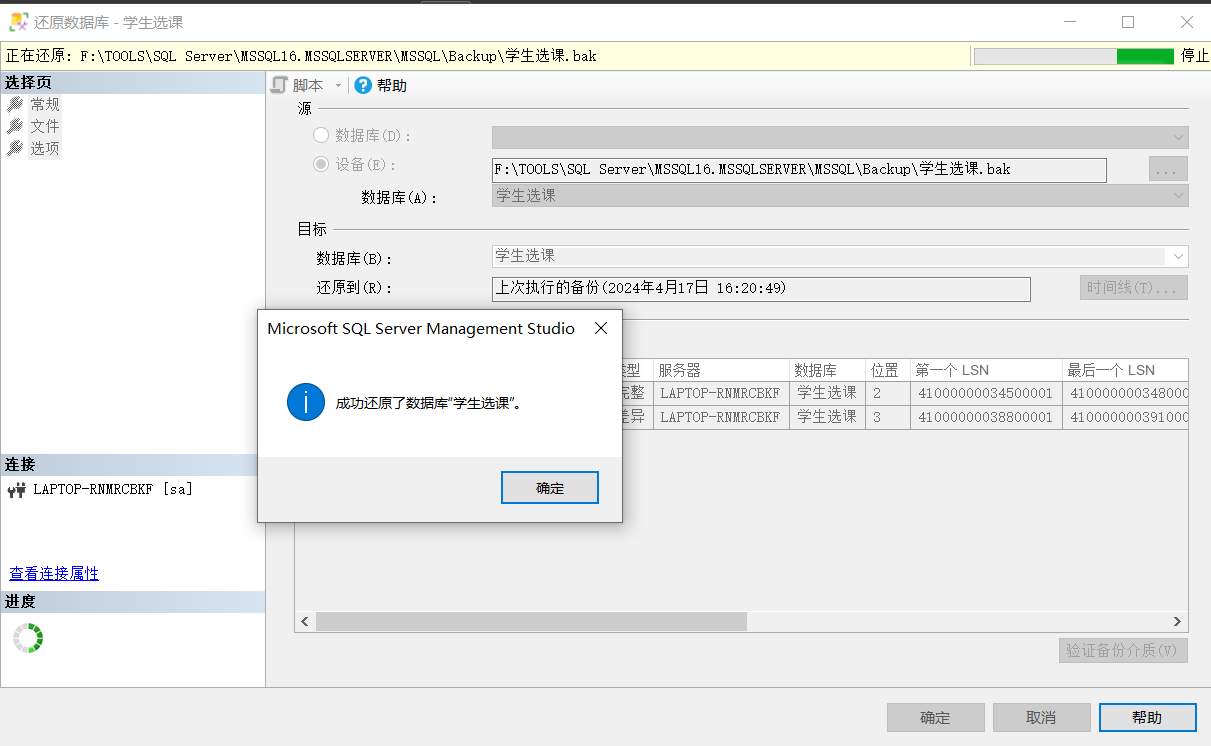 还原数据库 - 学生选课
正在还原: F:\TOOLS\SQL Server\MSSQL16.MSSQLSERVER\MSSQL\Backup\学生选课.bak
停止
选择页
常规
文件
选项
脚本
帮助
源
数据库(D):
设备(E):
F:\TOOLS\SQL Server\MSSQL16.MSSQLSERVER\MSSQL\Backup\学生选课.bak
...
数据库(A):
学生选课
目标
数据库(B):
学生选课
还原到(R):
上次执行的备份(2024年4月17日 16:20:49)
时间线(T)...
Microsoft SQL Server Management Studio
成功还原了数据库“学生选课”。
确定
类型 服务器 数据库 位置 第一个 LSN 最后一个 LSN
完整 LAPTOP-RNMRCBKF 学生选课 2 41000000034500001 410000000348000
差异 LAPTOP-RNMRCBKF 学生选课 3 41000000038800001 410000000391000
连接
LAPTOP-RNMRCBKF [sa]
查看连接属性
进度
验证备份介质(V)
确定
取消
帮助